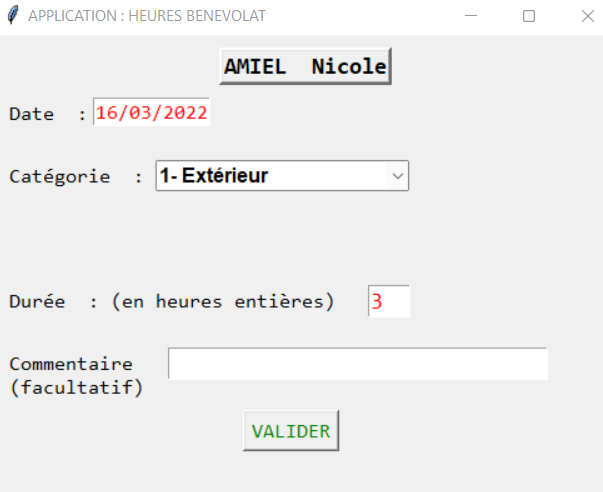 APPLICATION : HEURES BENEVOLAT
AMIEL  Nicole
Date  : 16/03/2022
Catégorie  : 1- Extérieur
Durée  : (en heures entières)  3
Commentaire
(facultatif)
VALIDER